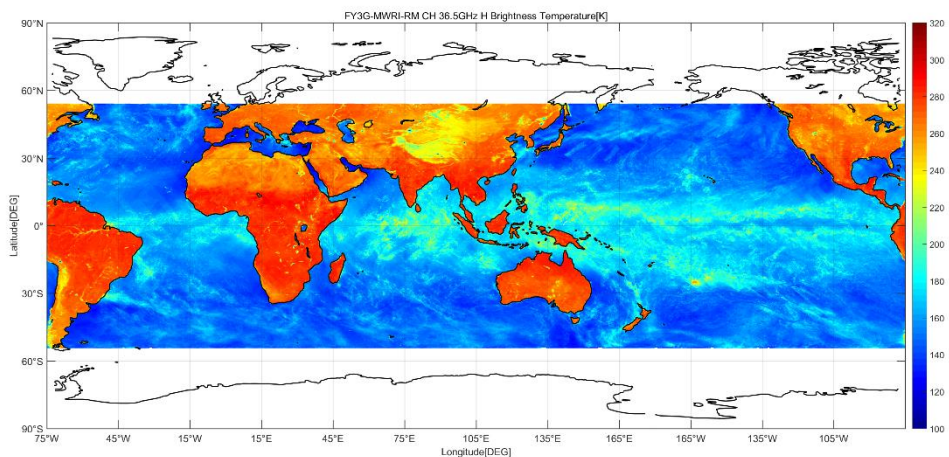 FY3G-MWRI-RM CH 36.5GHz H Brightness Temperature[K]
90°N
60°N
30°N
0°
30°S
60°S
90°S
Latitude[DEG]
75°W
45°W
15°W
15°E
45°E
75°E
105°E
135°E
165°E
165°W
135°W
105°W
Longitude[DEG]
320
300
280
260
240
220
200
180
160
140
120
100